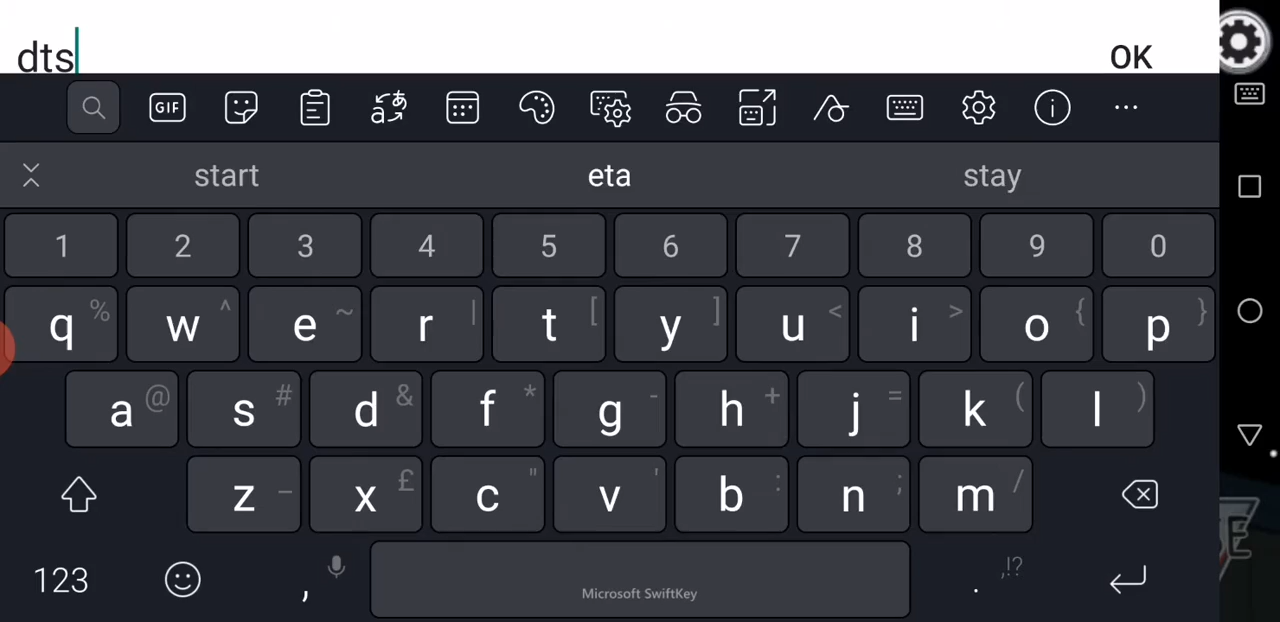 dts
OK
GIF
start eta stay
1 2 3 4 5 6 7 8 9 0
q % w ^ e ~ r | t [ y ] u < i > o { p }
a @ s # d & f * g - h + j = k ( l )
z _ x £ c " v ' b : n ; m /
123 , . ,!?
Microsoft SwiftKey